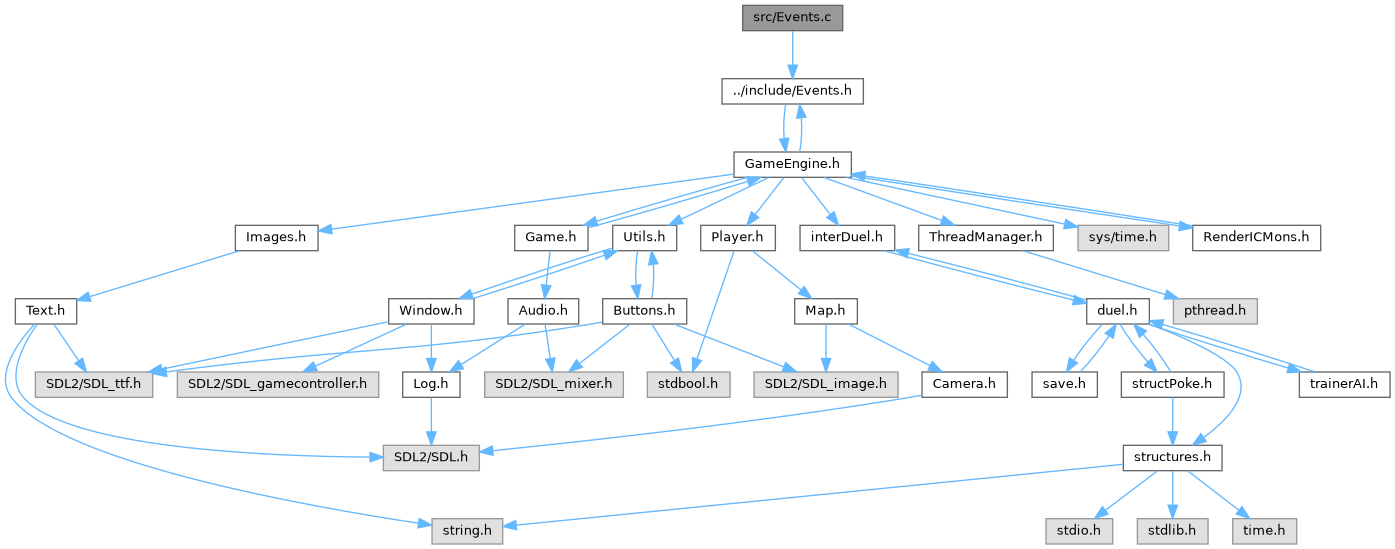 src/Events.c
../include/Events.h
GameEngine.h
Images.h
Game.h
Utils.h
Player.h
interDuel.h
ThreadManager.h
sys/time.h
RenderICMons.h
Text.h
Window.h
Audio.h
Buttons.h
Map.h
duel.h
pthread.h
SDL2/SDL_ttf.h
SDL2/SDL_gamecontroller.h
Log.h
SDL2/SDL_mixer.h
stdbool.h
SDL2/SDL_image.h
Camera.h
save.h
structPoke.h
trainerAI.h
SDL2/SDL.h
structures.h
string.h
stdio.h
stdlib.h
time.h